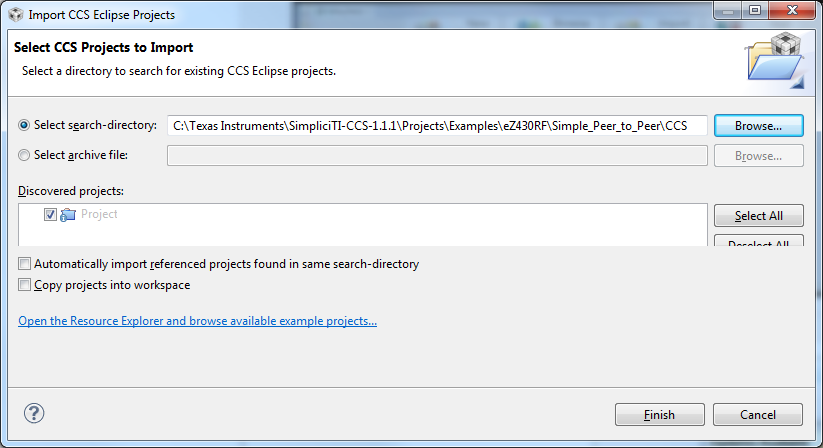 Import CCS Eclipse Projects
Select CCS Projects to Import
Select a directory to search for existing CCS Eclipse projects.
Select search-directory: C:\Texas Instruments\SimpliciTI-CCS-1.1.1\Projects\Examples\eZ430RF\Simple_Peer_to_Peer\CCS Browse...
Select archive file: Browse...
Discovered projects:
Project
Select All
Deselect All
Automatically import referenced projects found in same search-directory
Copy projects into workspace
Open the Resource Explorer and browse available example projects...
? Finish Cancel